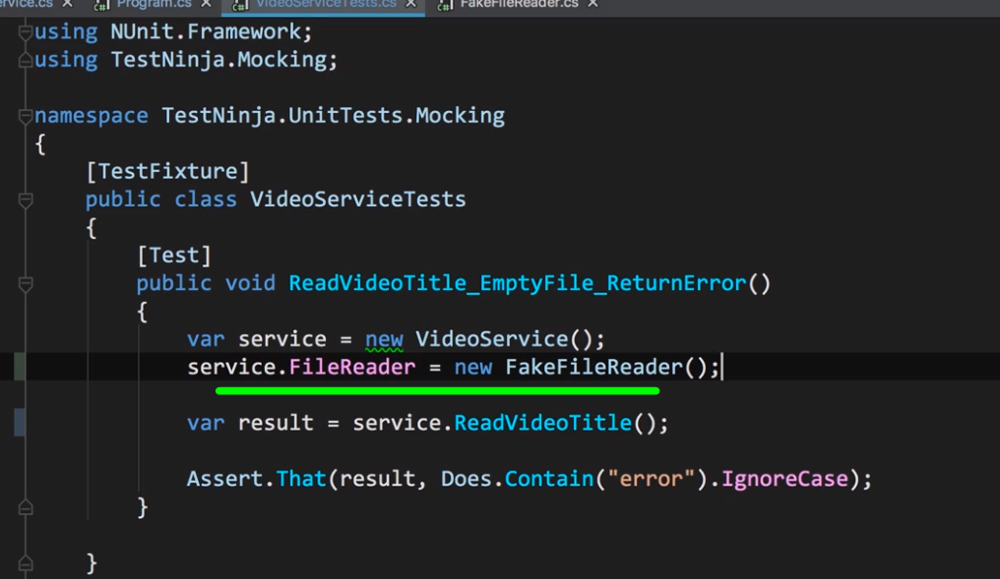 ervice.cs × Program.cs × VideoServiceTests.cs × FakeFileReader.cs ×
using NUnit.Framework;
using TestNinja.Mocking;
namespace TestNinja.UnitTests.Mocking
{
[TestFixture]
public class VideoServiceTests
{
[Test]
public void ReadVideoTitle_EmptyFile_ReturnError()
{
var service = new VideoService();
service.FileReader = new FakeFileReader();
var result = service.ReadVideoTitle();
Assert.That(result, Does.Contain("error").IgnoreCase);
}
}